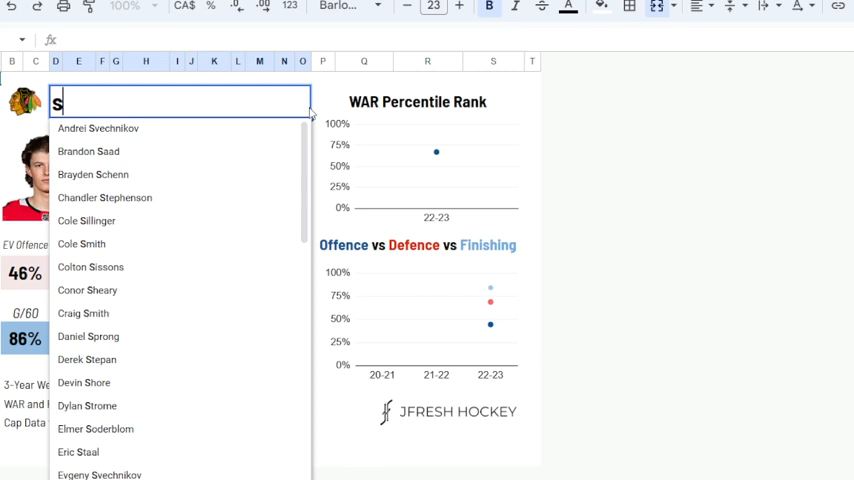 100% CA$ % .0 .00 123 Barlo... — 23 + B I A
fx
B C D E F G H I J K L M N O P Q R S T
S
Andrei Svechnikov
Brandon Saad
Brayden Schenn
Chandler Stephenson
Cole Sillinger
Cole Smith
Colton Sissons
Conor Sheary
Craig Smith
Daniel Sprong
Derek Stepan
Devin Shore
Dylan Strome
Elmer Soderblom
Eric Staal
Evgeny Svechnikov
EV Offence
46%
G/60
86%
3-Year We
WAR and
Cap Data
WAR Percentile Rank
100%
75%
50%
25%
0%
22-23
Offence vs Defence vs Finishing
100%
75%
50%
25%
0%
20-21 21-22 22-23
JFRESH HOCKEY